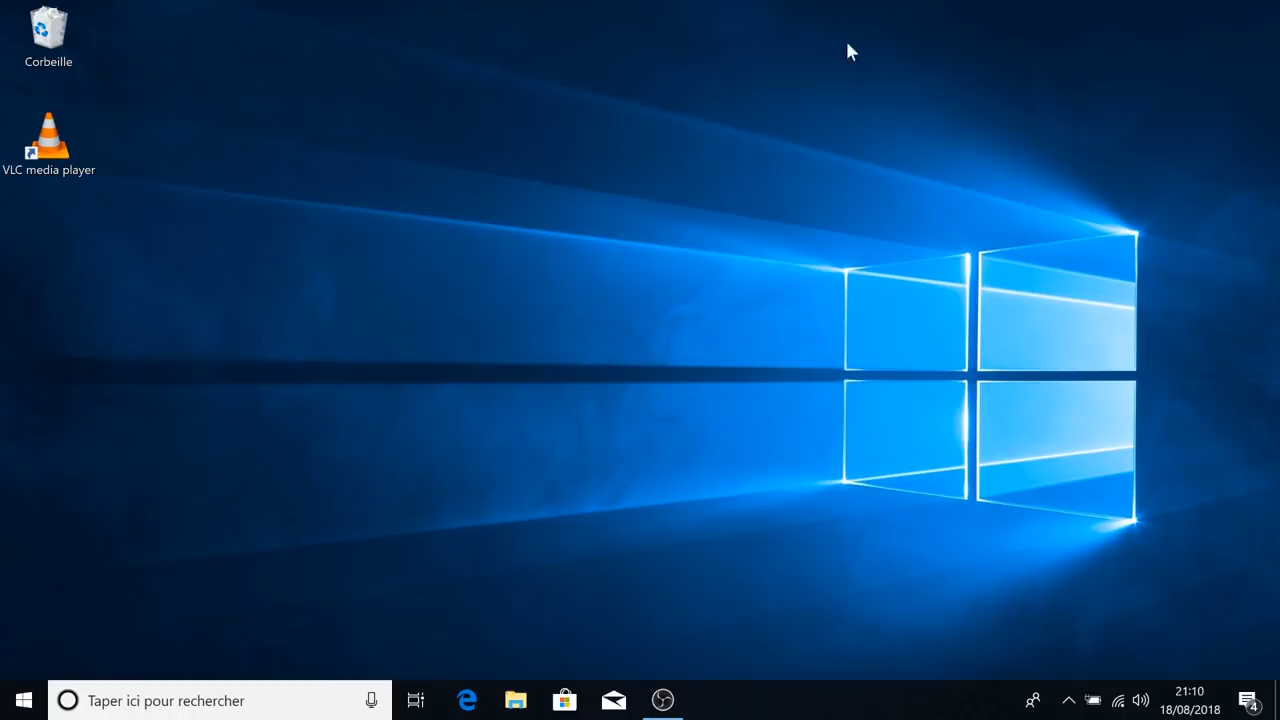 Corbeille
VLC media player
Taper ici pour rechercher
21:10
18/08/2018
4